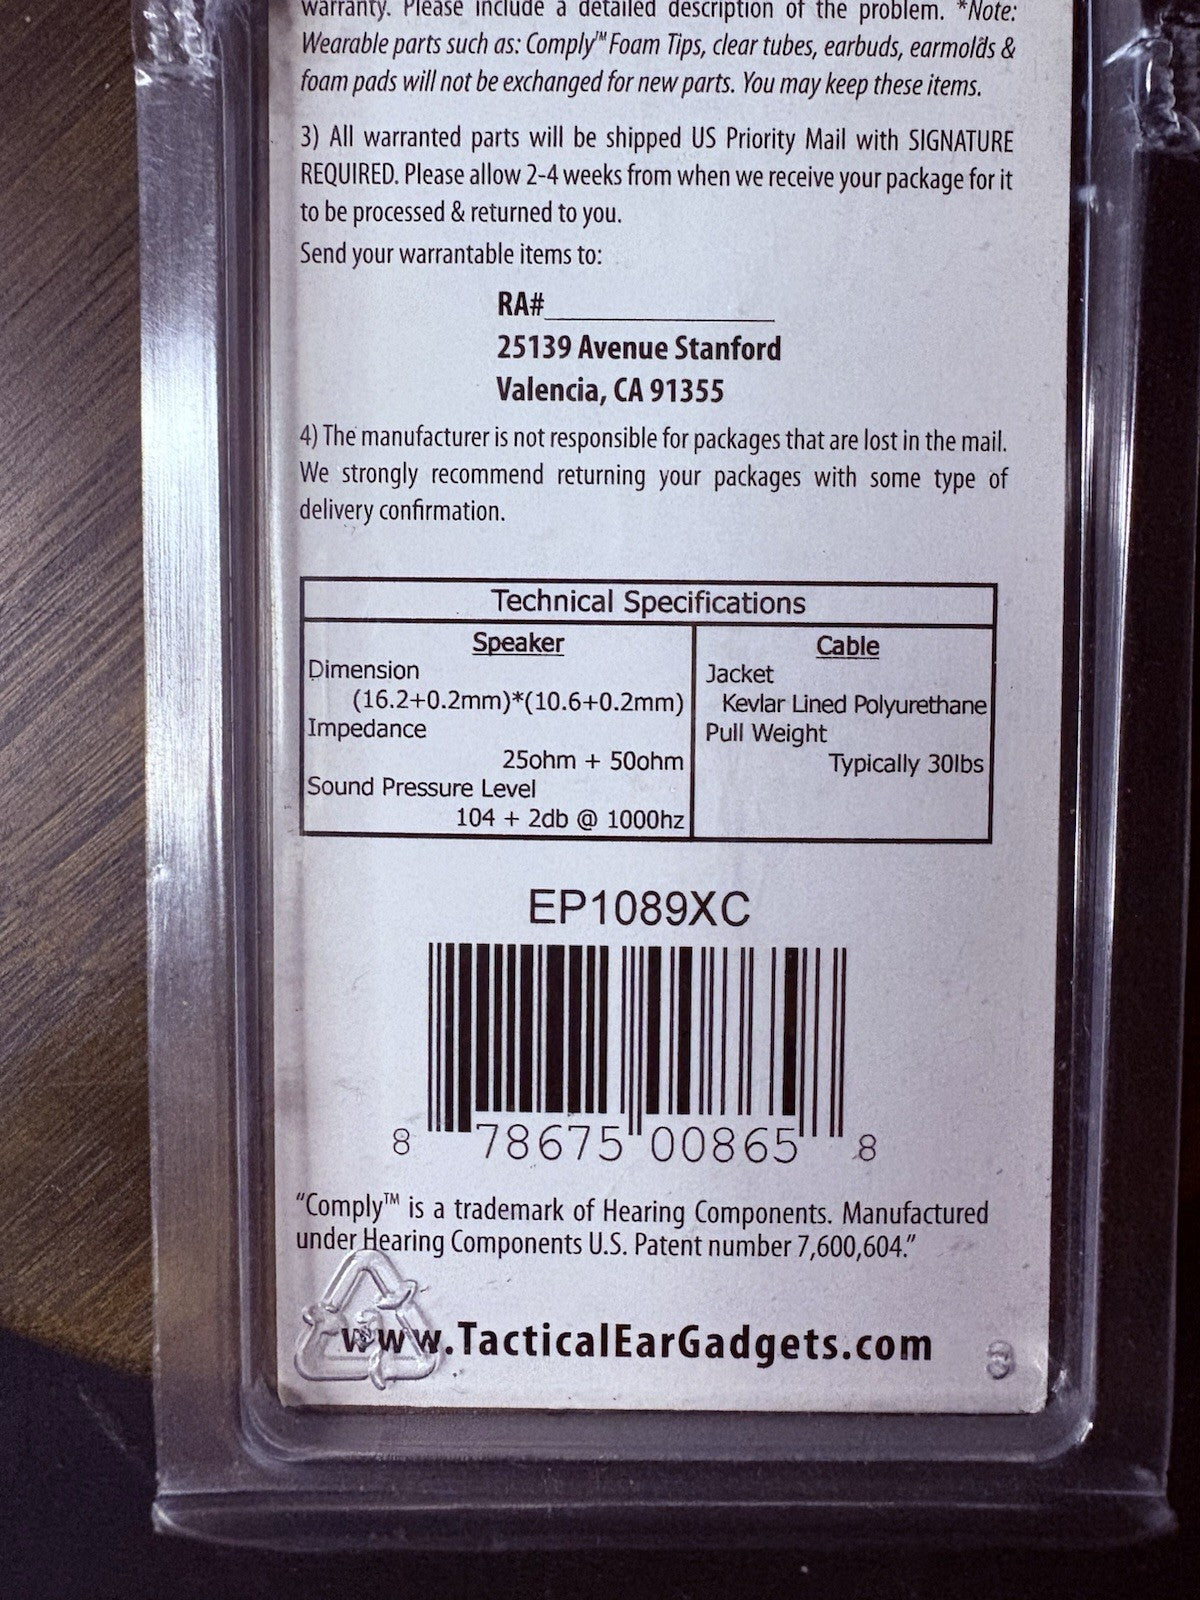 warranty. Please include a detailed description of the problem. *Note:
Wearable parts such as: Comply™ Foam Tips, clear tubes, earbuds, earmolds &
foam pads will not be exchanged for new parts. You may keep these items.
3) All warranted parts will be shipped US Priority Mail with SIGNATURE
REQUIRED. Please allow 2-4 weeks from when we receive your package for it
to be processed & returned to you.
Send your warrantable items to:
RA#____________
25139 Avenue Stanford
Valencia, CA 91355
4) The manufacturer is not responsible for packages that are lost in the mail.
We strongly recommend returning your packages with some type of
delivery confirmation.
Technical Specifications
Speaker
Dimension
(16.2+0.2mm)*(10.6+0.2mm)
Impedance
25ohm + 50ohm
Sound Pressure Level
104 + 2db @ 1000hz
Cable
Jacket
Kevlar Lined Polyurethane
Pull Weight
Typically 30lbs
EP1089XC
8 78675 00865 8
"Comply™ is a trademark of Hearing Components. Manufactured
under Hearing Components U.S. Patent number 7,600,604."
www.TacticalEarGadgets.com